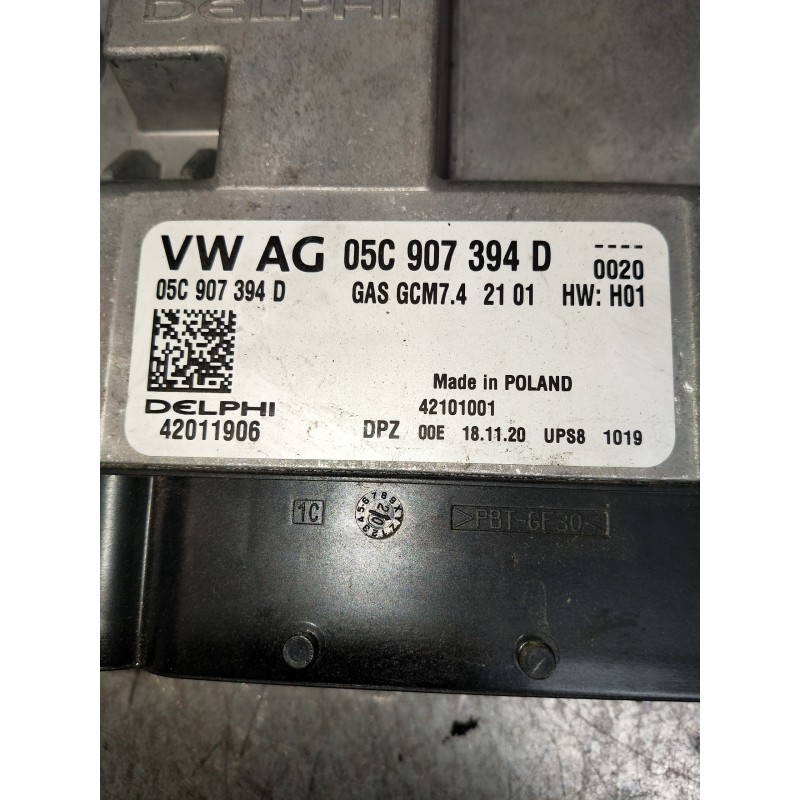 DELPHI
VW AG 05C 907 394 D ----
0020
05C 907 394 D GAS GCM7.4 21 01 HW: H01
Made in POLAND
DELPHI 42101001
42011906 DPZ 00E 18.11.20 UPS8 1019
1C >PBT-GF30<